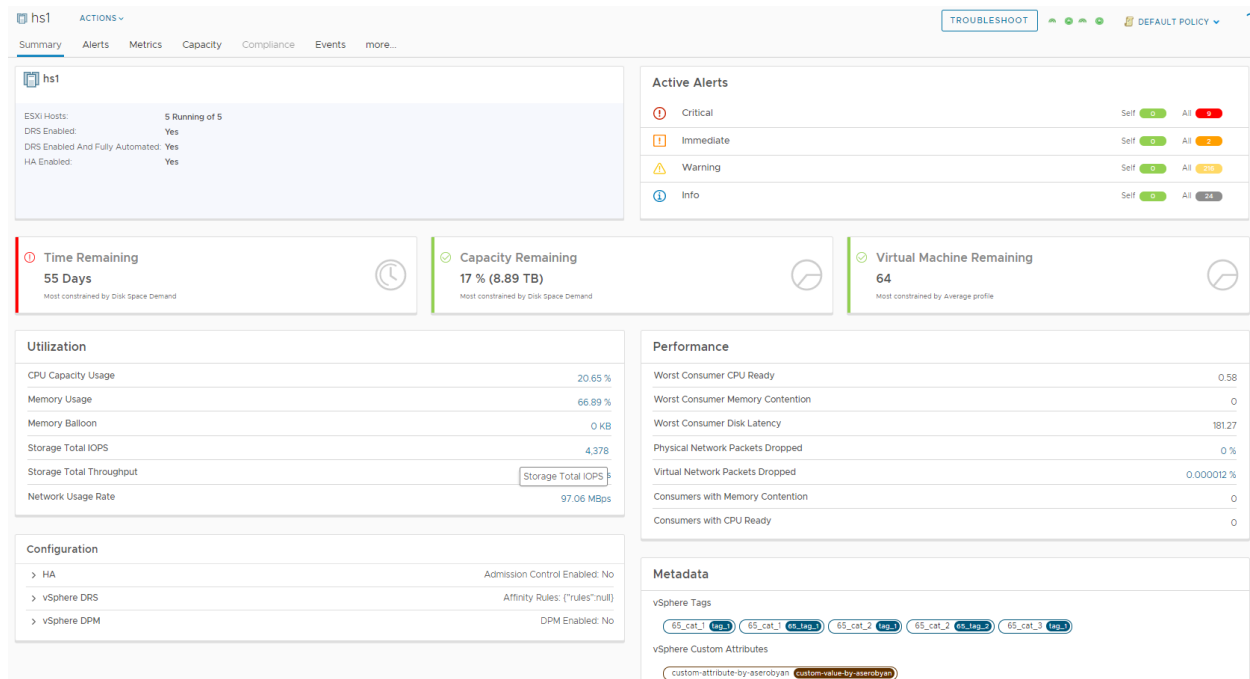 hs1 ACTIONS
TROUBLESHOOT DEFAULT POLICY
Summary Alerts Metrics Capacity Compliance Events more...
hs1
ESXi Hosts: 5 Running of 5
DRS Enabled: Yes
DRS Enabled And Fully Automated: Yes
HA Enabled: Yes
Active Alerts
Critical Self 0 All 9
Immediate Self 0 All 2
Warning Self 0 All
Info Self 0 All 24
Time Remaining
55 Days
Most constrained by Disk Space Demand
Capacity Remaining
17 % (8.89 TB)
Most constrained by Disk Space Demand
Virtual Machine Remaining
64
Most constrained by Average profile
Utilization
CPU Capacity Usage 20.65 %
Memory Usage 66.89 %
Memory Balloon 0 KB
Storage Total IOPS 4,378
Storage Total Throughput
Storage Total IOPS s
Network Usage Rate 97.06 MBps
Performance
Worst Consumer CPU Ready 0.58
Worst Consumer Memory Contention 0
Worst Consumer Disk Latency 181.27
Physical Network Packets Dropped 0 %
Virtual Network Packets Dropped 0.000012 %
Consumers with Memory Contention 0
Consumers with CPU Ready 0
Configuration
HA Admission Control Enabled: No
vSphere DRS Affinity Rules: {"rules":null}
vSphere DPM DPM Enabled: No
Metadata
vSphere Tags
65_cat_1 tag_1 65_cat_1 65_tag_1 65_cat_2 tag_1 65_cat_2 65_tag_2 65_cat_3 tag_1
vSphere Custom Attributes
custom-attribute-by-aserobyan custom-value-by-aserobyan